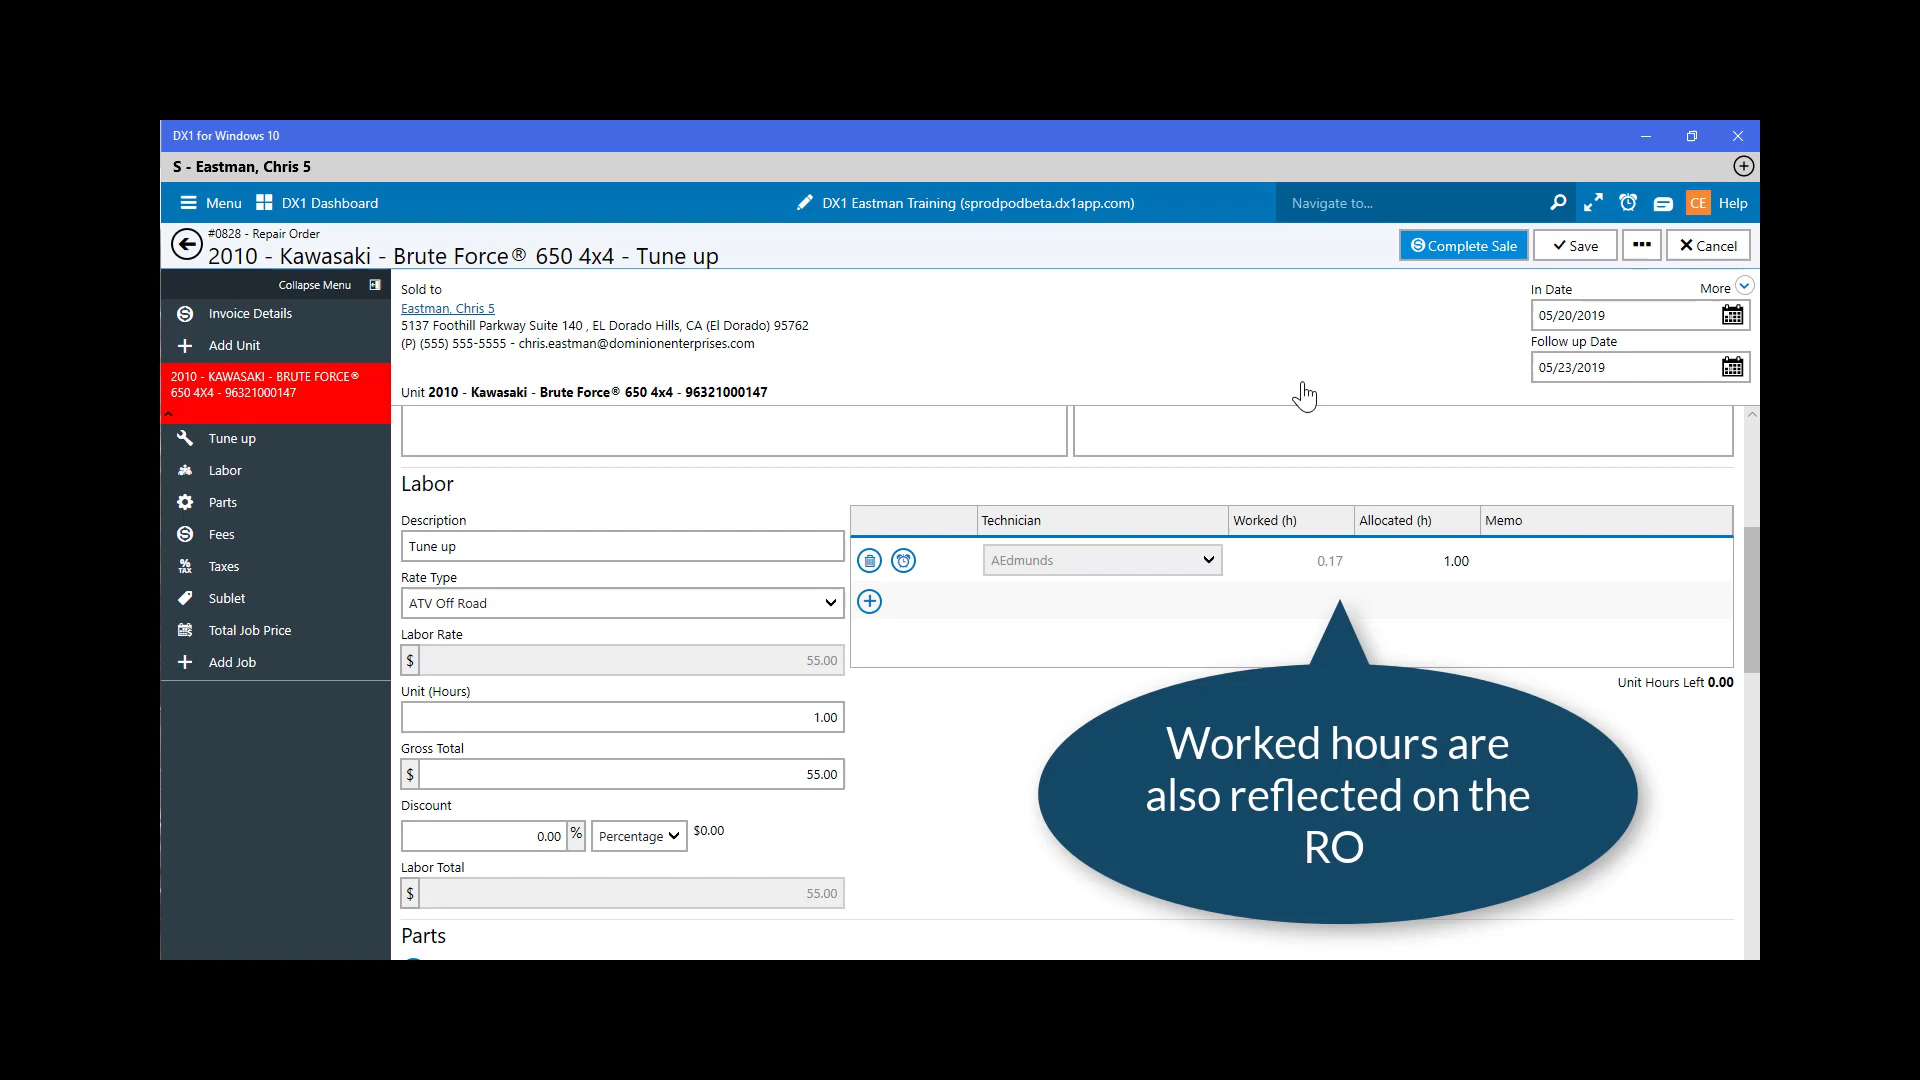 DX1 for Windows 10
S - Eastman, Chris 5
Menu
DX1 Dashboard
DX1 Eastman Training (sprodpodbeta.dx1app.com)
Navigate to...
CE
Help
#0828 - Repair Order
2010 - Kawasaki - Brute Force® 650 4x4 - Tune up
Complete Sale
Save
Cancel
Collapse Menu
Invoice Details
Add Unit
2010 - KAWASAKI - BRUTE FORCE®
650 4X4 - 96321000147
Tune up
Labor
Parts
Fees
TAX
Taxes
Sublet
Total Job Price
Add Job
Sold to
Eastman, Chris 5
5137 Foothill Parkway Suite 140 , EL Dorado Hills, CA (El Dorado) 95762
(P) (555) 555-5555 - chris.eastman@dominionenterprises.com
In Date
More
05/20/2019
Follow up Date
05/23/2019
Unit 2010 - Kawasaki - Brute Force® 650 4x4 - 96321000147
Labor
Description
Tune up
Rate Type
ATV Off Road
Labor Rate
$ 55.00
Unit (Hours)
1.00
Gross Total
$ 55.00
Discount
0.00 % Percentage $0.00
Labor Total
$ 55.00
Technician Worked (h) Allocated (h) Memo
AEdmunds 0.17 1.00
Unit Hours Left 0.00
Worked hours are
also reflected on the
RO
Parts